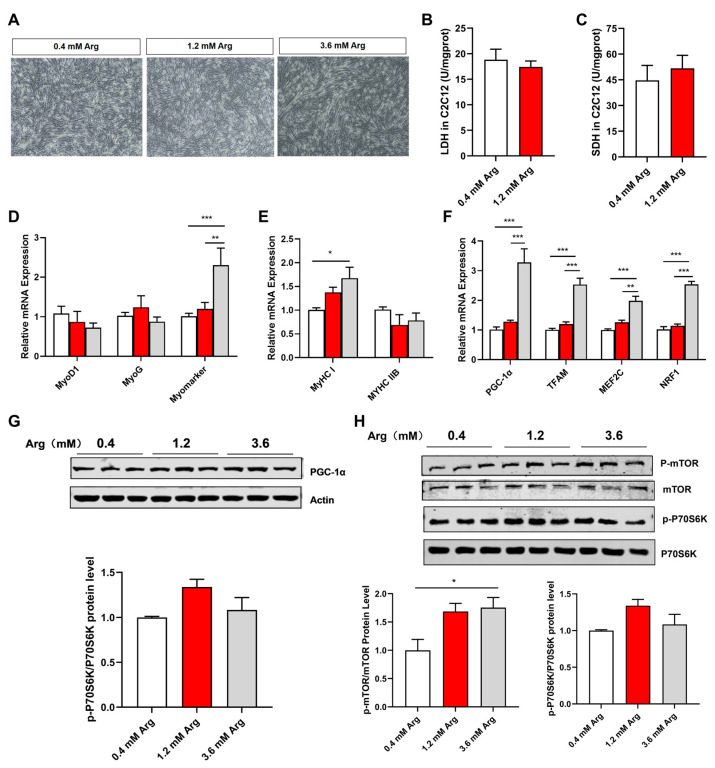 A
0.4 mM Arg 1.2 mM Arg 3.6 mM Arg
B
LDH in C2C12 (U/mgprot)
25
20
15
10
5
0
0.4 mM Arg 1.2 mM Arg
C
SDH in C2C12 (U/mgprot)
75
60
45
30
15
0
0.4 mM Arg 1.2 mM Arg
D
Relative mRNA Expression
3
2
1
0
***
**
MyoD1 MyoG Myomarker
E
Relative mRNA Expression
2.5
2.0
1.5
1.0
0.5
0.0
*
MyHC I MYHC IIB
F
Relative mRNA Expression
5
4
3
2
1
0
*** *** *** ***
*** *** ** ***
PGC-1α TFAM MEF2C NRF1
G
Arg（mM） 0.4 1.2 3.6
PGC-1α
Actin
p-P70S6K/P70S6K protein level
1.5
1.0
0.5
0.0
0.4 mM Arg 1.2 mM Arg 3.6 mM Arg
H
Arg（mM） 0.4 1.2 3.6
P-mTOR
mTOR
p-P70S6K
P70S6K
p-mTOR/mTOR Protein Level
2.0
1.5
1.0
0.5
0.0
*
0.4 mM Arg 1.2 mM Arg 3.6 mM Arg
p-P70S6K/P70S6K protein level
1.5
1.0
0.5
0.0
0.4 mM Arg 1.2 mM Arg 3.6 mM Arg